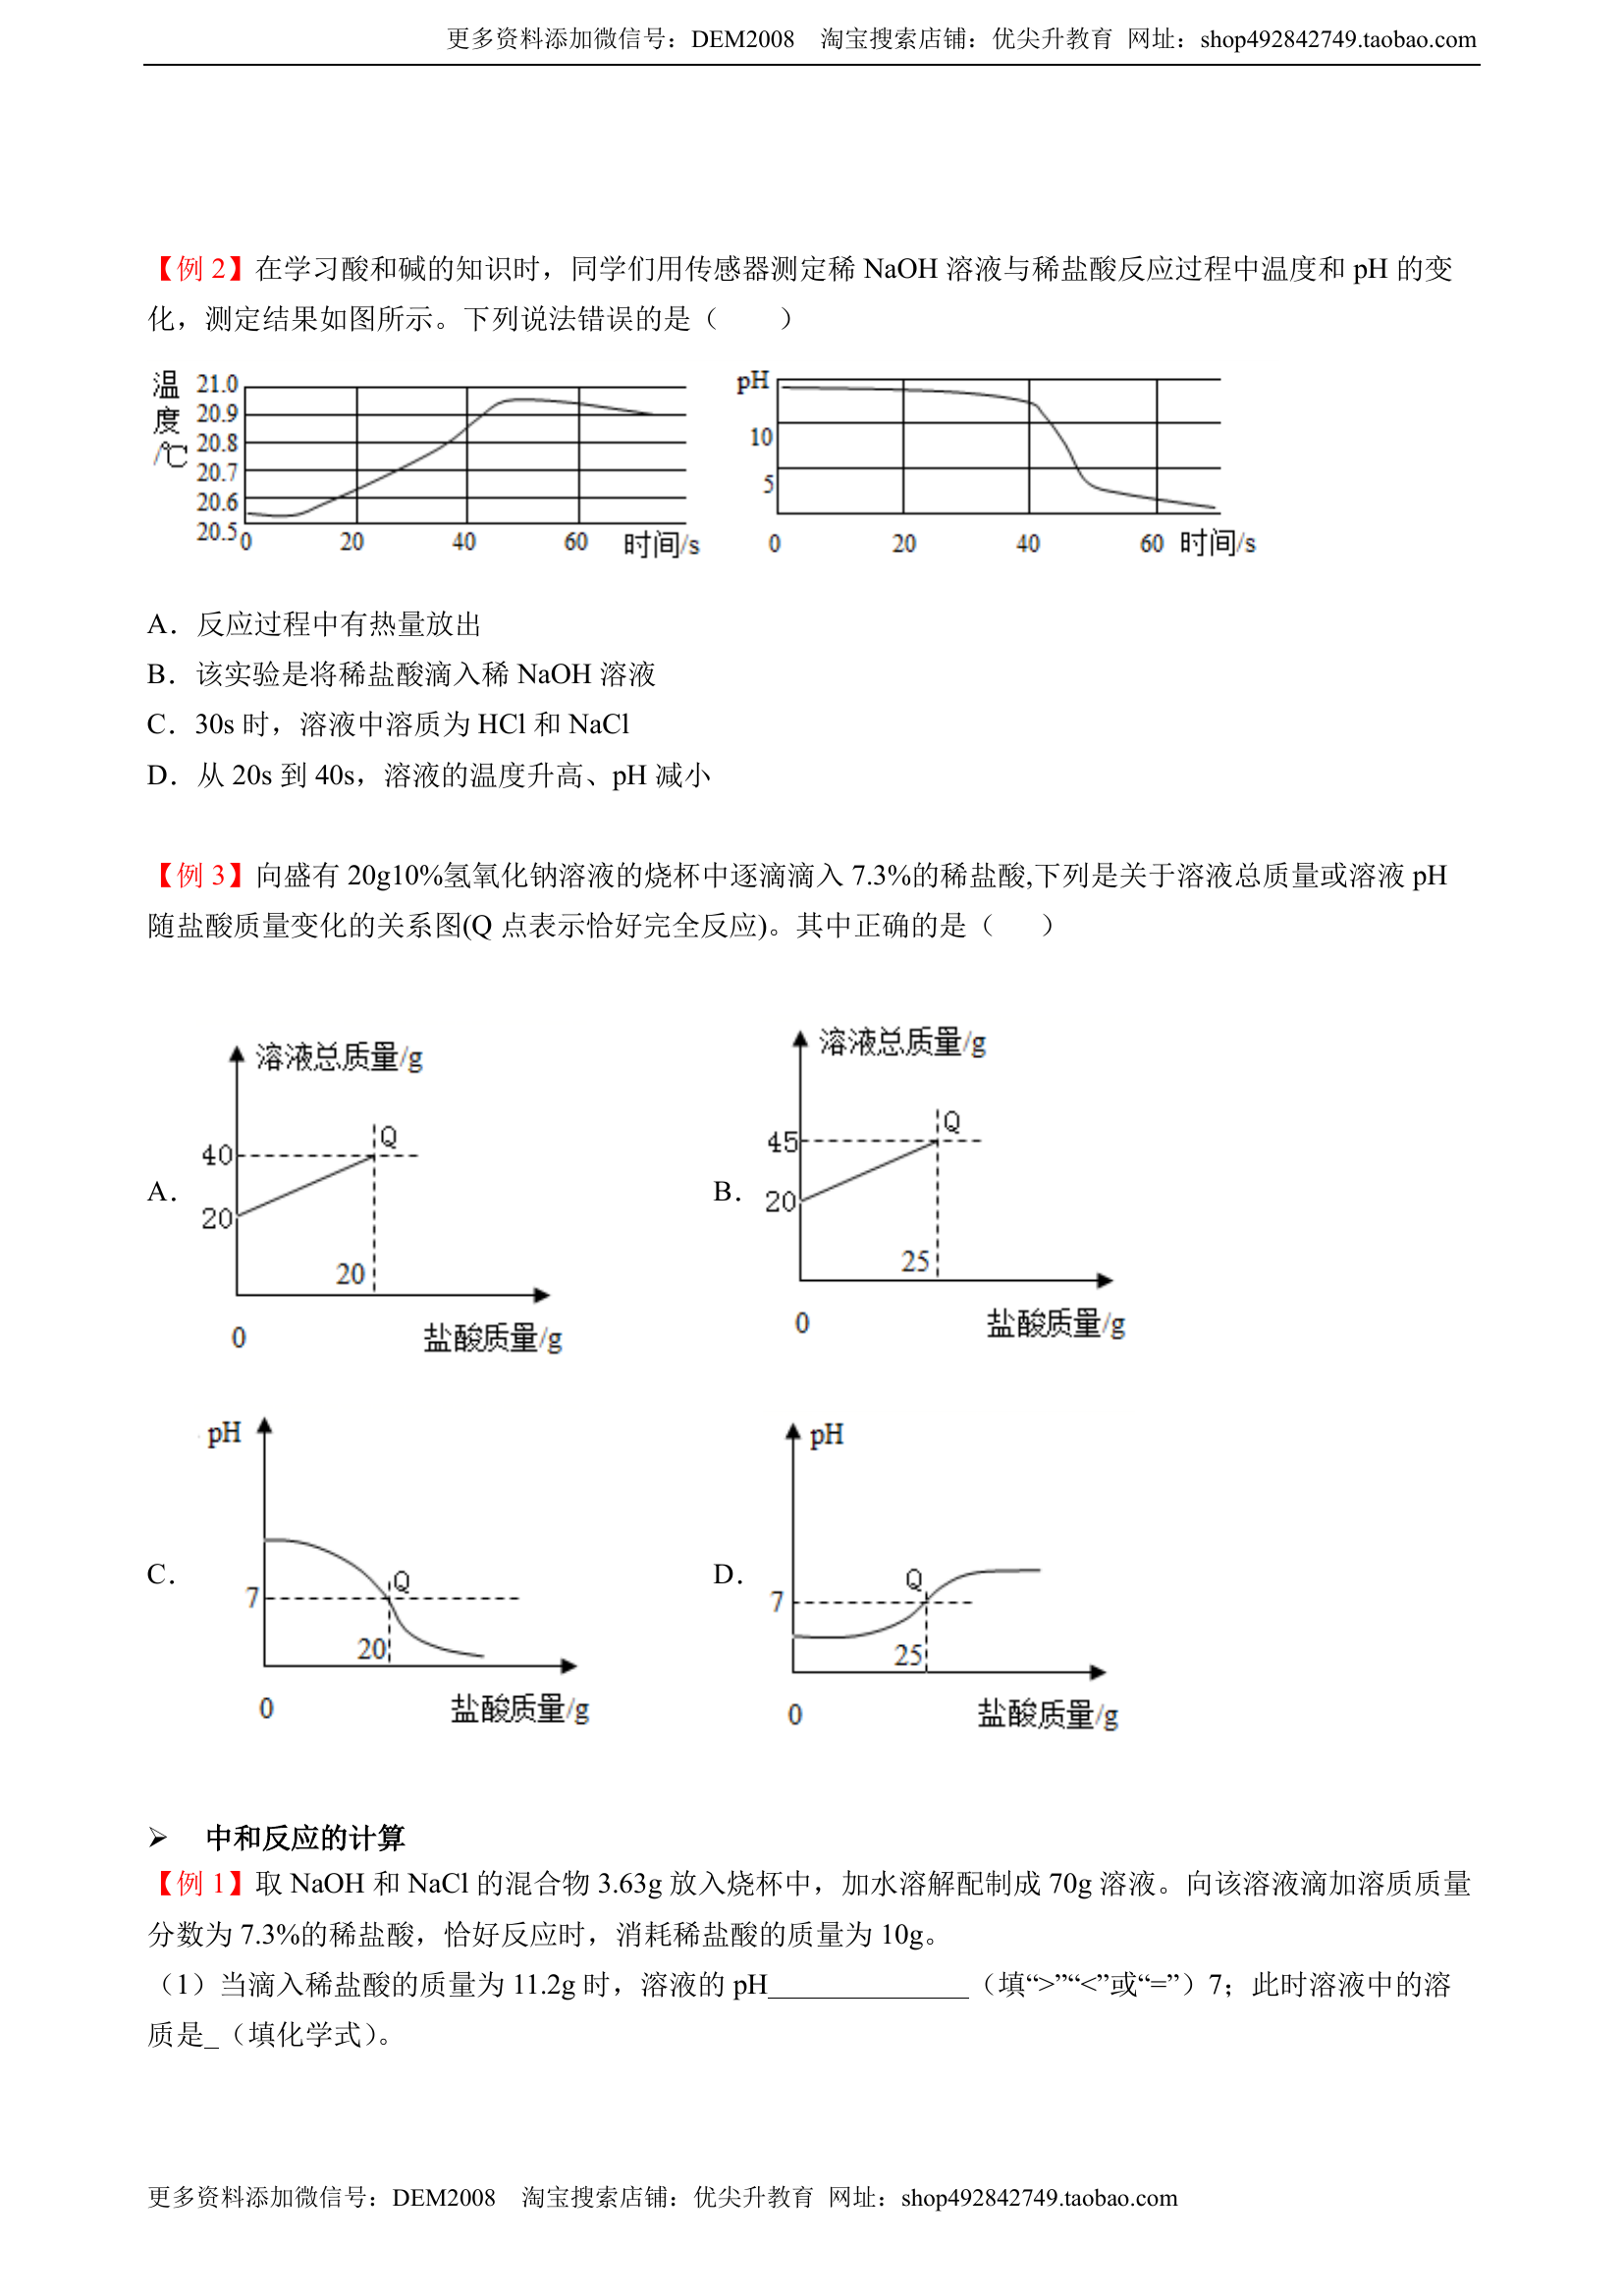 更多资料添加微信号：DEM2008 淘宝搜索店铺：优尖升教育 网址：shop492842749.taobao.com
【例 2】在学习酸和碱的知识时，同学们用传感器测定稀 NaOH 溶液与稀盐酸反应过程中温度和 pH 的变
化，测定结果如图所示。下列说法错误的是（ ）
温度/℃ 21.0 20.9 20.8 20.7 20.6 20.5 0 20 40 60 时间/s
pH 10 5 0 20 40 60 时间/s
A．反应过程中有热量放出
B．该实验是将稀盐酸滴入稀 NaOH 溶液
C．30s 时，溶液中溶质为 HCl 和 NaCl
D．从 20s 到 40s，溶液的温度升高、pH 减小
【例 3】向盛有 20g10%氢氧化钠溶液的烧杯中逐滴滴入 7.3%的稀盐酸,下列是关于溶液总质量或溶液 pH
随盐酸质量变化的关系图(Q 点表示恰好完全反应)。其中正确的是（ ）
A． 溶液总质量/g 40 20 Q 20 0 盐酸质量/g
B． 溶液总质量/g 45 20 Q 25 0 盐酸质量/g
C． pH 7 Q 20 0 盐酸质量/g
D． pH 7 Q 25 0 盐酸质量/g
➢ 中和反应的计算
【例 1】取 NaOH 和 NaCl 的混合物 3.63g 放入烧杯中，加水溶解配制成 70g 溶液。向该溶液滴加溶质质量
分数为 7.3%的稀盐酸，恰好反应时，消耗稀盐酸的质量为 10g。
（1）当滴入稀盐酸的质量为 11.2g 时，溶液的 pH______________（填“>”“<”或“=”）7；此时溶液中的溶
质是_（填化学式）。
更多资料添加微信号：DEM2008 淘宝搜索店铺：优尖升教育 网址：shop492842749.taobao.com